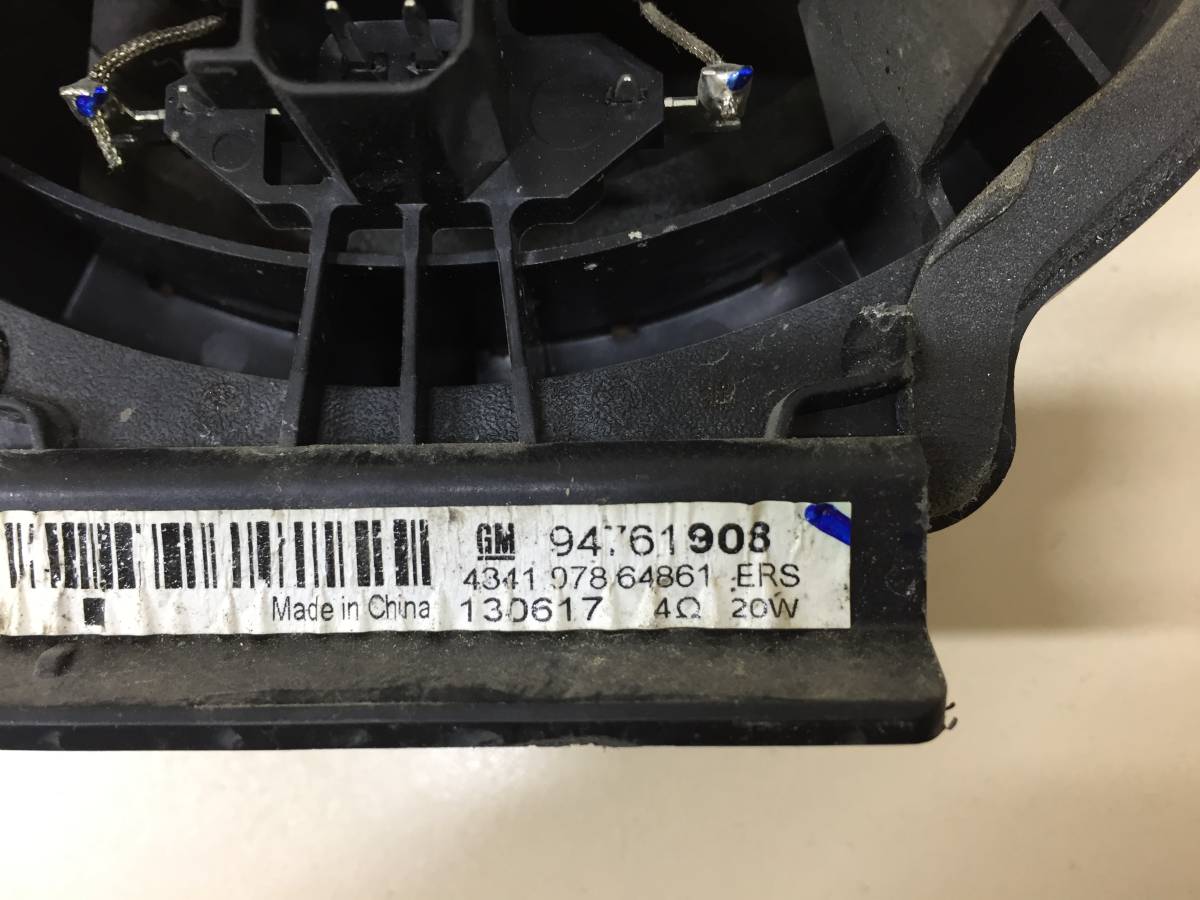 GM 94761908
4341 078 64861 ERS
Made in China 130617 4Ω 20W